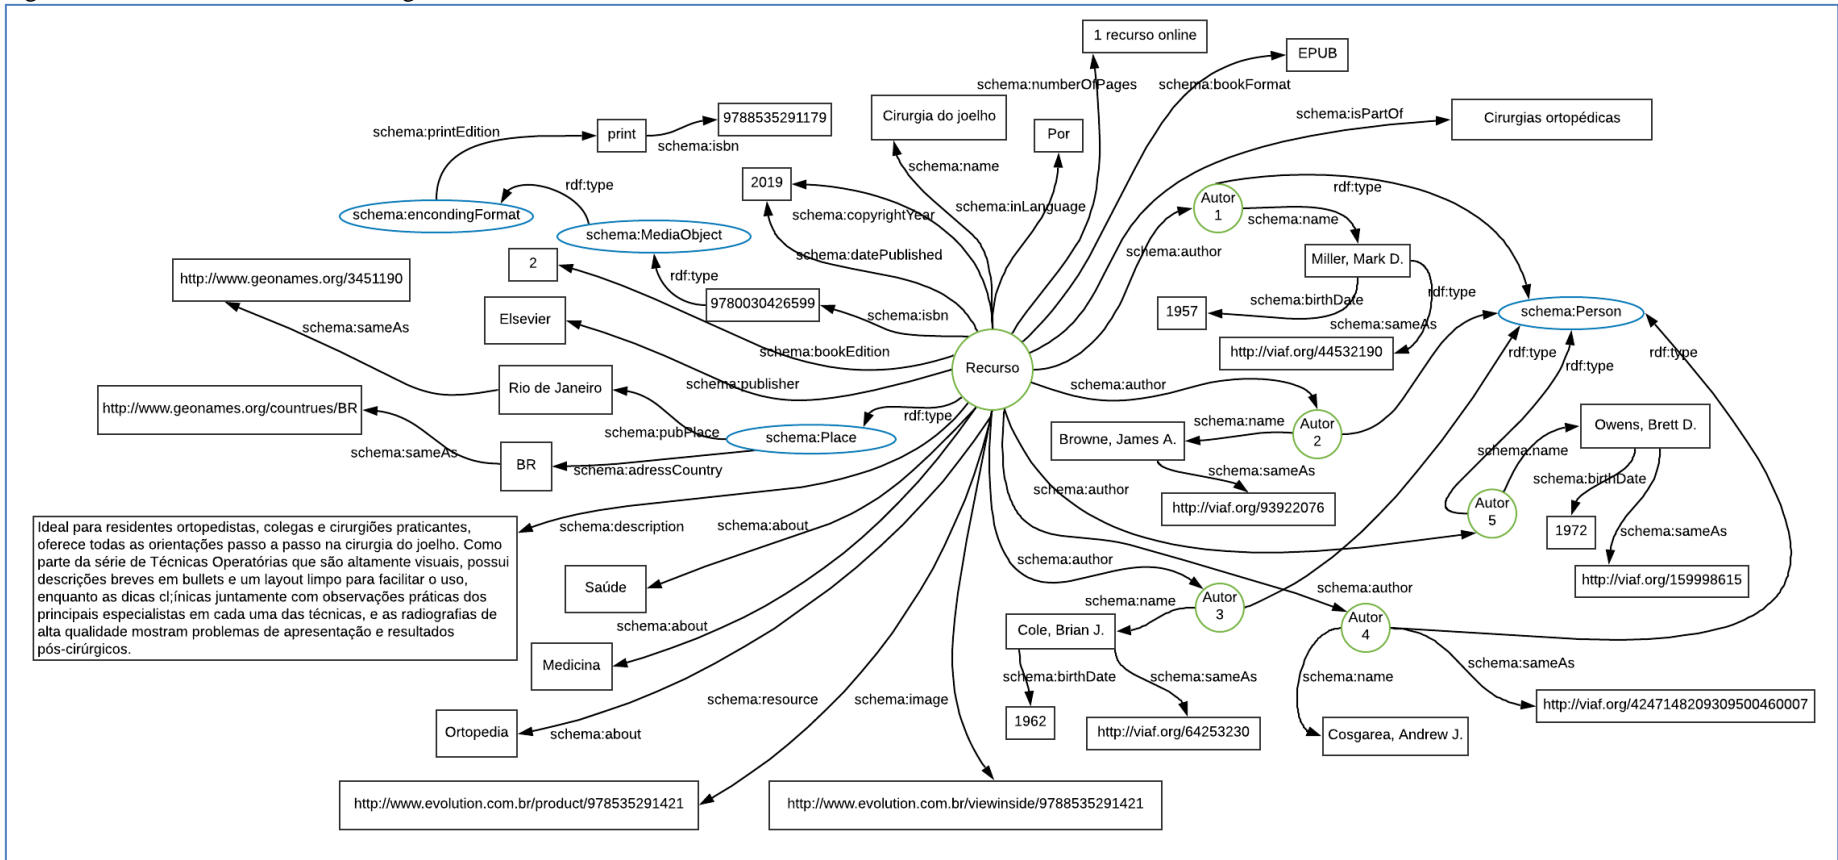 1 recurso online
EPUB
schema:numberOfPages
schema:bookFormat
Cirurgia do joelho
9788535291179
schema:isPartOf
Cirurgias ortopédicas
schema:printEdition
print
schema:isbn
Por
schema:name
2019
rdf:type
rdf:type
Autor
1
schema:name
schema:encondingFormat
schema:copyrightYear
schema:inLanguage
schema:MediaObject
schema:author
schema:datePublished
Miller, Mark D.
2
http://www.geonames.org/3451190
rdf:type
rdf:type
9780030426599
schema:isbn
schema:birthDate
1957
schema:Person
Elsevier
schema:sameAs
schema:sameAs
schema:bookEdition
http://viaf.org/44532190
rdf:type
rdf:type
rdf:type
Recurso
schema:publisher
schema:author
Rio de Janeiro
http://www.geonames.org/countrues/BR
rdf:type
schema:name
Autor
2
Owens, Brett D.
schema:pubPlace
schema:Place
Browne, James A.
schema:sameAs
schema:name
BR
schema:adressCountry
schema:sameAs
schema:birthDate
schema:author
http://viaf.org/93922076
Autor
5
1972
schema:sameAs
Ideal para residentes ortopedistas, colegas e cirurgiões praticantes,
oferece todas as orientações passo a passo na cirurgia do joelho. Como
parte da série de Técnicas Operatórias que são altamente visuais, possui
descrições breves em bullets e um layout limpo para facilitar o uso,
enquanto as dicas cl;ínicas juntamente com observações práticas dos
principais especialistas em cada uma das técnicas, e as radiografias de
alta qualidade mostram problemas de apresentação e resultados
pós-cirúrgicos.
schema:description
schema:about
schema:author
http://viaf.org/159998615
Saúde
schema:author
schema:name
Autor
3
Autor
4
schema:about
Cole, Brian J.
Medicina
schema:birthDate
schema:sameAs
schema:name
schema:sameAs
schema:resource
schema:image
http://viaf.org/4247148209309500460007
1962
http://viaf.org/64253230
Cosgarea, Andrew J.
Ortopedia
schema:about
http://www.evolution.com.br/product/978535291421
http://www.evolution.com.br/viewinside/9788535291421